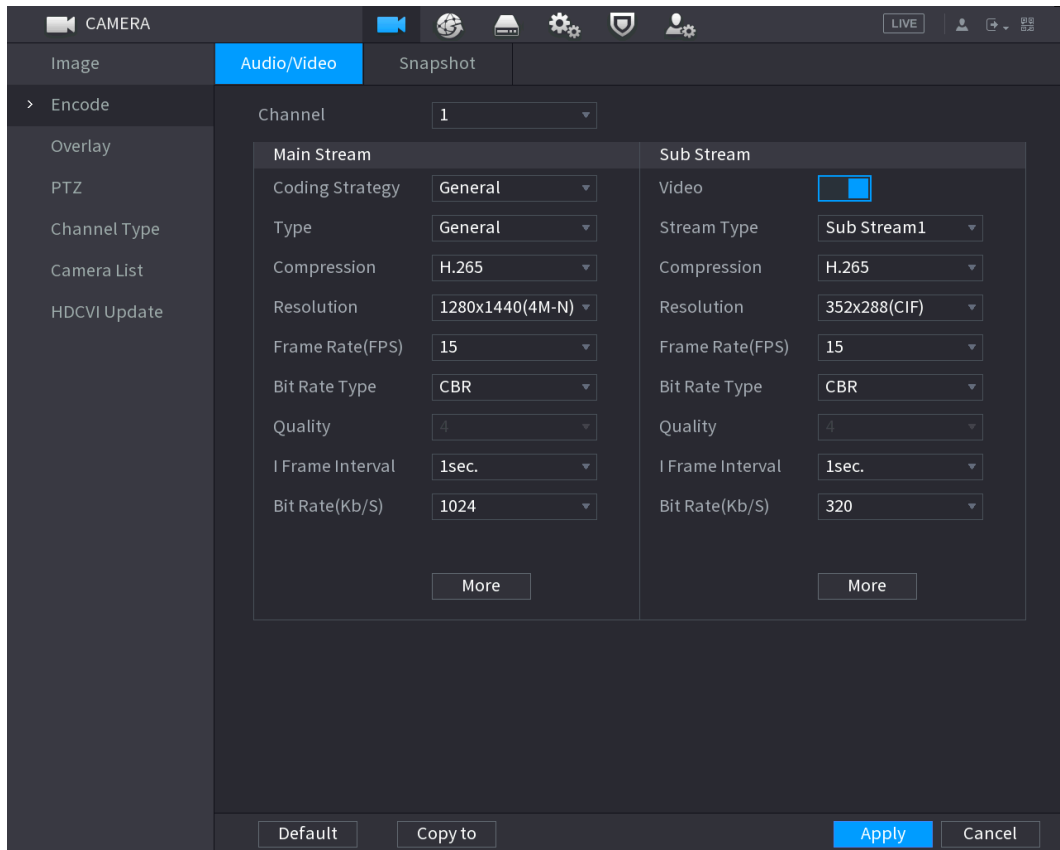 CAMERA
LIVE
Image
Encode
Overlay
PTZ
Channel Type
Camera List
HDCVI Update
Audio/Video Snapshot
Channel 1
Main Stream
Coding Strategy General
Type General
Compression H.265
Resolution 1280x1440(4M-N)
Frame Rate(FPS) 15
Bit Rate Type CBR
Quality 4
I Frame Interval 1sec.
Bit Rate(Kb/S) 1024
More
Sub Stream
Video
Stream Type Sub Stream1
Compression H.265
Resolution 352x288(CIF)
Frame Rate(FPS) 15
Bit Rate Type CBR
Quality 4
I Frame Interval 1sec.
Bit Rate(Kb/S) 320
More
Default Copy to Apply Cancel